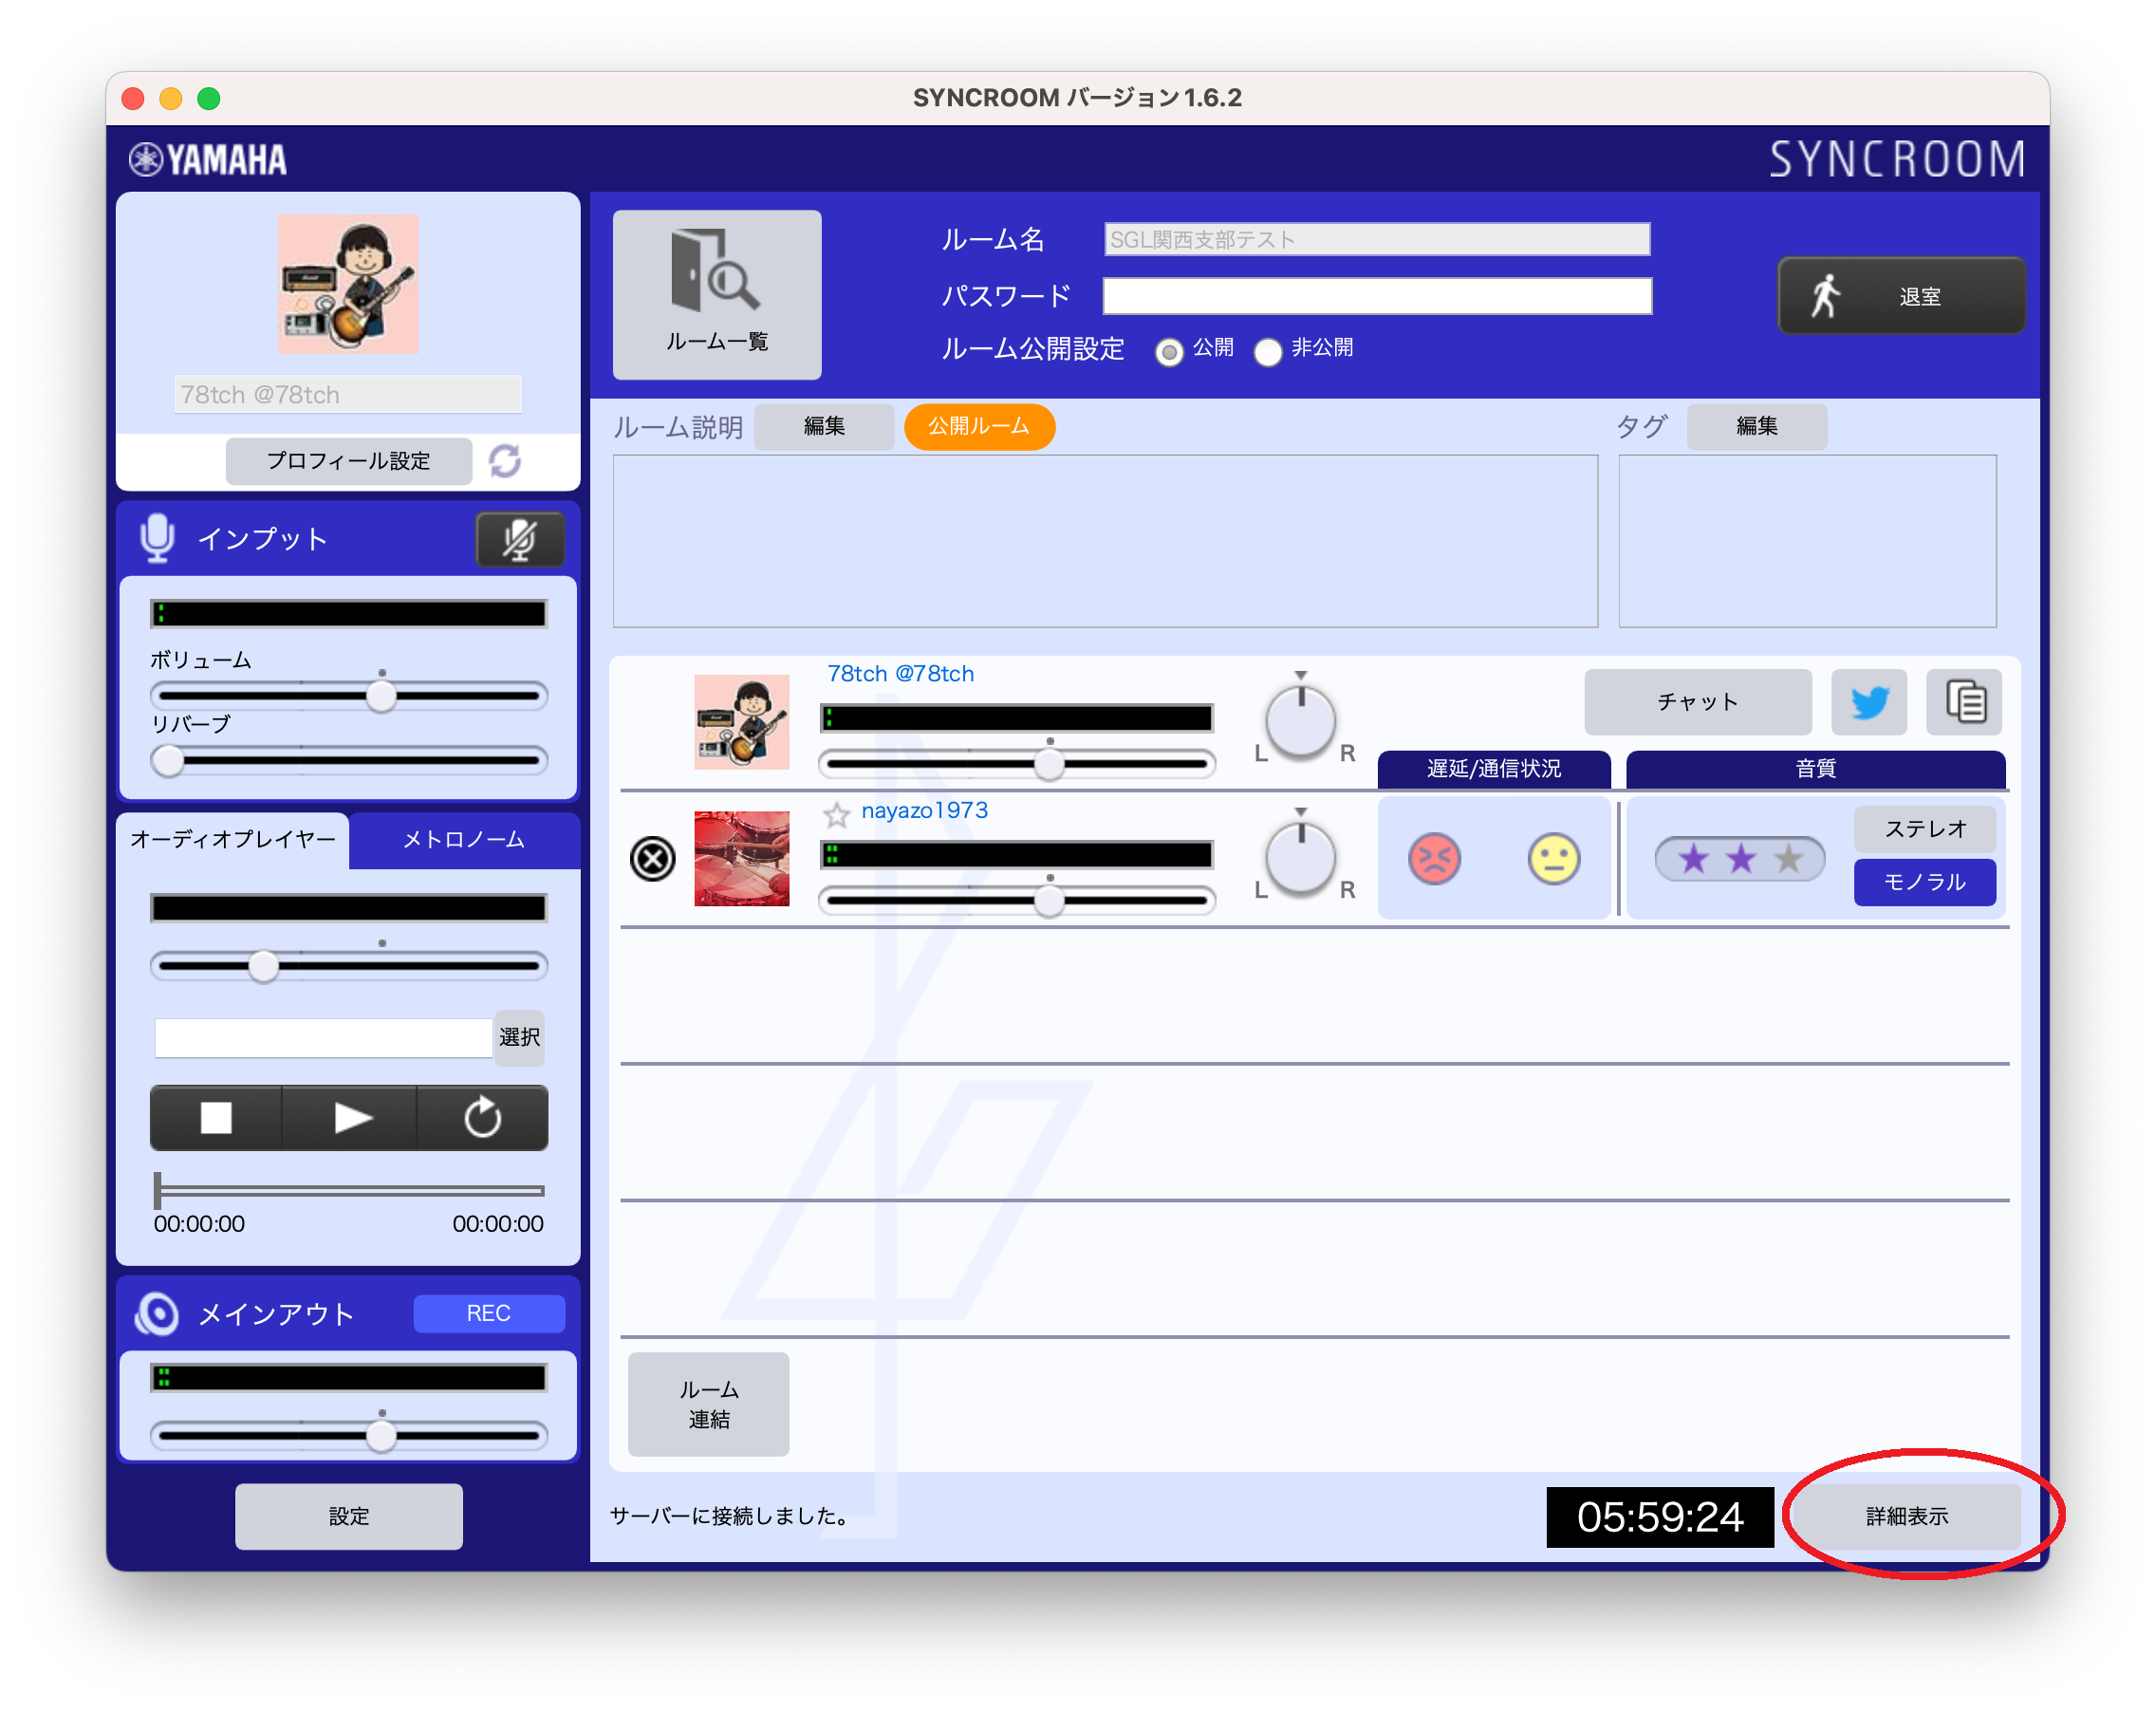 SYNCROOM バージョン1.6.2
YAMAHA
SYNCROOM
78tch @78tch
プロフィール設定
インプット
ボリューム
リバーブ
オーディオプレイヤー
メトロノーム
選択
00:00:00
00:00:00
メインアウト
REC
設定
ルーム一覧
ルーム名
SGL関西支部テスト
パスワード
ルーム公開設定
公開
非公開
退室
ルーム説明
編集
公開ルーム
タグ
編集
78tch @78tch
L
R
チャット
遅延/通信状況
音質
nayazo1973
L
R
ステレオ
モノラル
ルーム
連結
サーバーに接続しました。
05:59:24
詳細表示